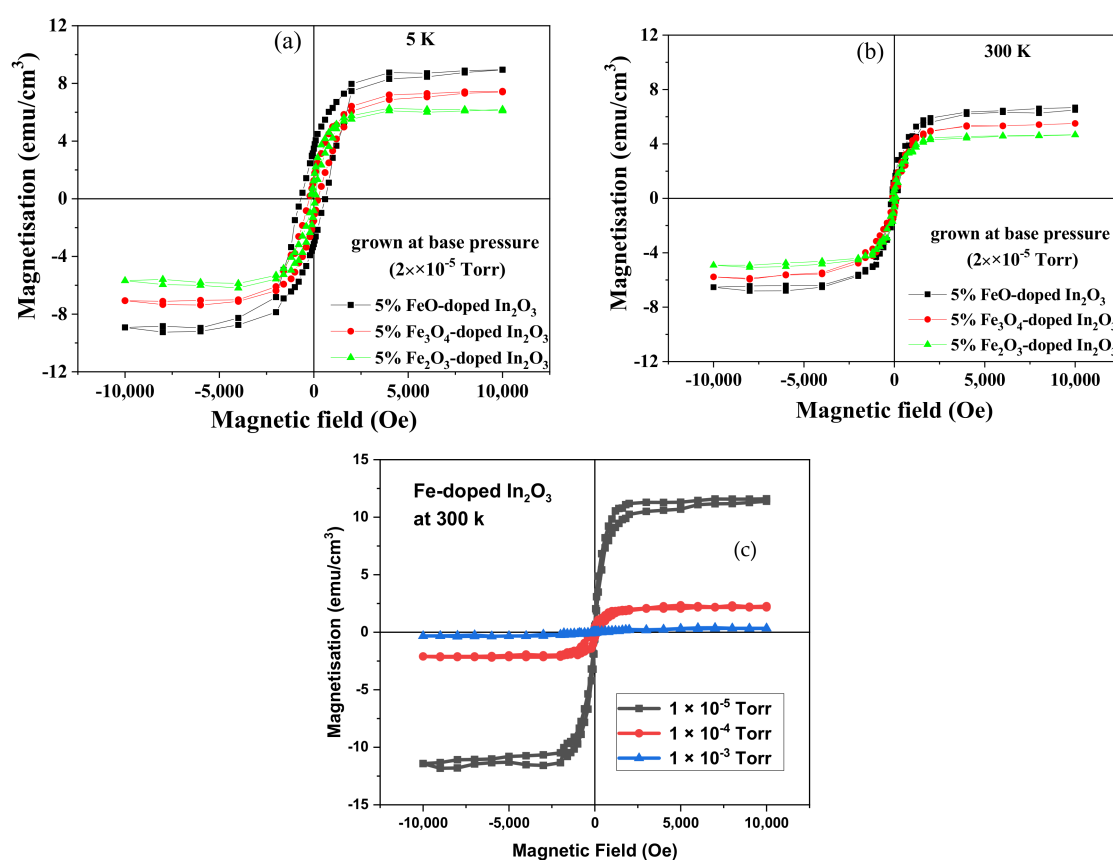 (a)
5 K
Magnetisation (emu/cm³)
12
8
4
0
-4
-8
-12
grown at base pressure
(2××10⁻⁵ Torr)
5% FeO-doped In₂O₃
5% Fe₃O₄-doped In₂O₃
5% Fe₂O₃-doped In₂O₃
-10,000 -5,000 0 5,000 10,000
Magnetic field (Oe)
(b)
300 K
Magnetisation (emu/cm³)
12
8
4
0
-4
-8
-12
grown at base pressure
(2××10⁻⁵ Torr)
5% FeO-doped In₂O₃
5% Fe₃O₄-doped In₂O₃
5% Fe₂O₃-doped In₂O₃
-10,000 -5,000 0 5,000 10,000
Magnetic field (Oe)
Fe-doped In₂O₃
at 300 k
(c)
Magnetisation (emu/cm³)
15
10
5
0
-5
-10
-15
1 × 10⁻⁵ Torr
1 × 10⁻⁴ Torr
1 × 10⁻³ Torr
-10,000 -5,000 0 5,000 10,000
Magnetic Field (Oe)